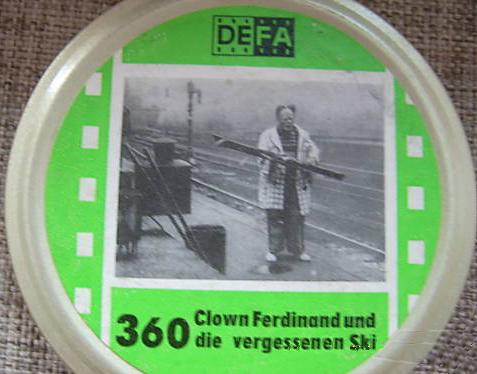 DEFA
360 Clown Ferdinand und
die vergessenen Ski